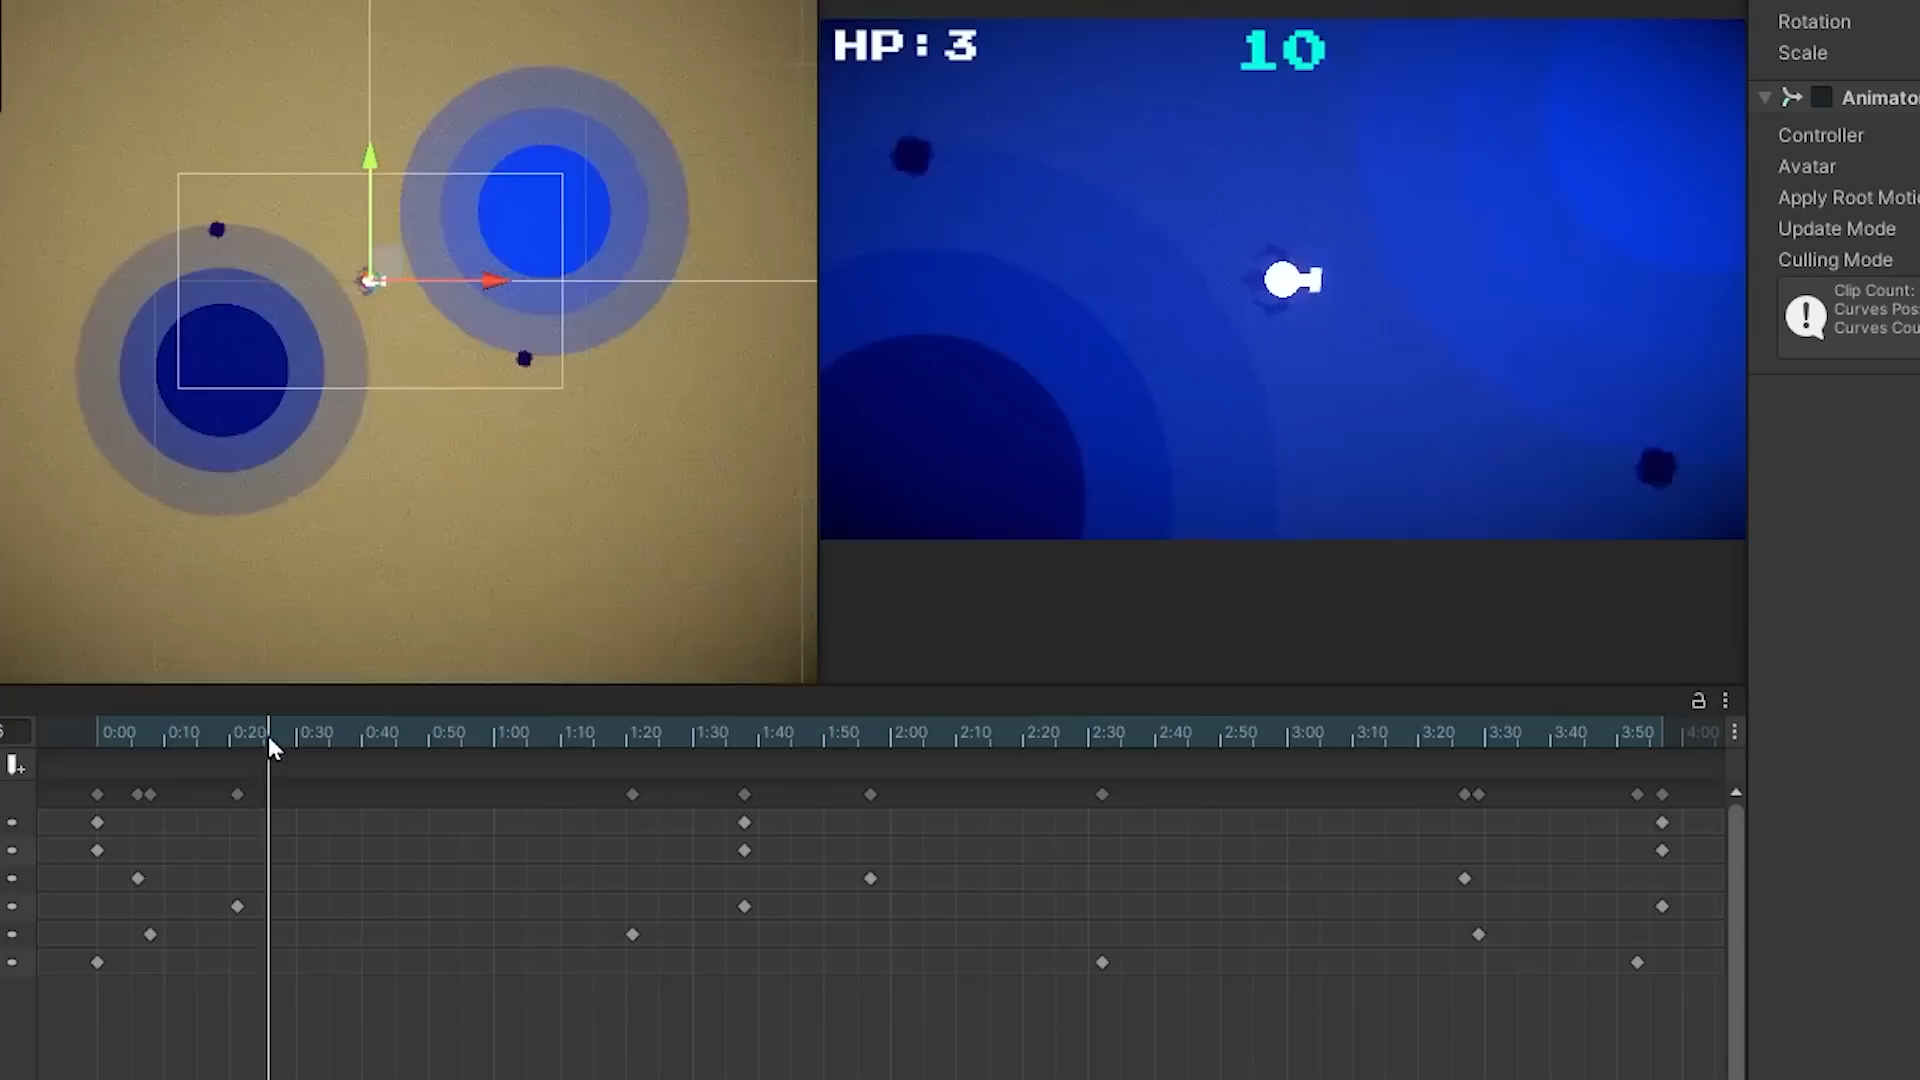 HP:3
10
Rotation
Scale
Animato
Controller
Avatar
Apply Root Moti
Update Mode
Culling Mode
Clip Count:
Curves Pos
Curves Cou
0:00 0:10 0:20 0:30 0:40 0:50 1:00 1:10 1:20 1:30 1:40 1:50 2:00 2:10 2:20 2:30 2:40 2:50 3:00 3:10 3:20 3:30 3:40 3:50 4:00